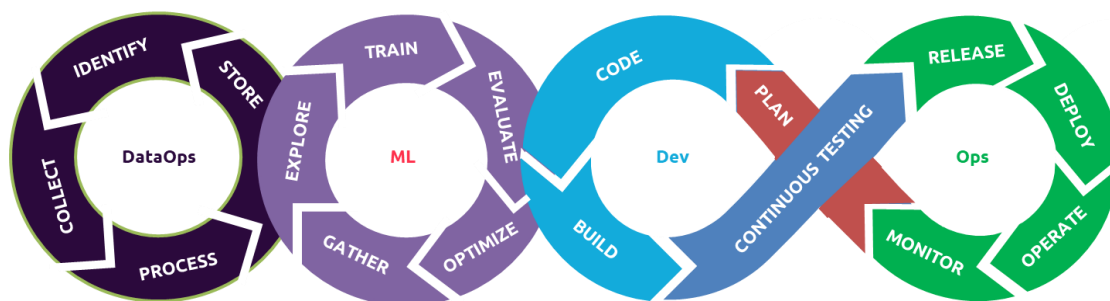 IDENTIFY
STORE
COLLECT
PROCESS
DataOps
TRAIN
EVALUATE
EXPLORE
GATHER
OPTIMIZE
ML
CODE
BUILD
Dev
PLAN
CONTINUOUS TESTING
RELEASE
DEPLOY
OPERATE
MONITOR
Ops